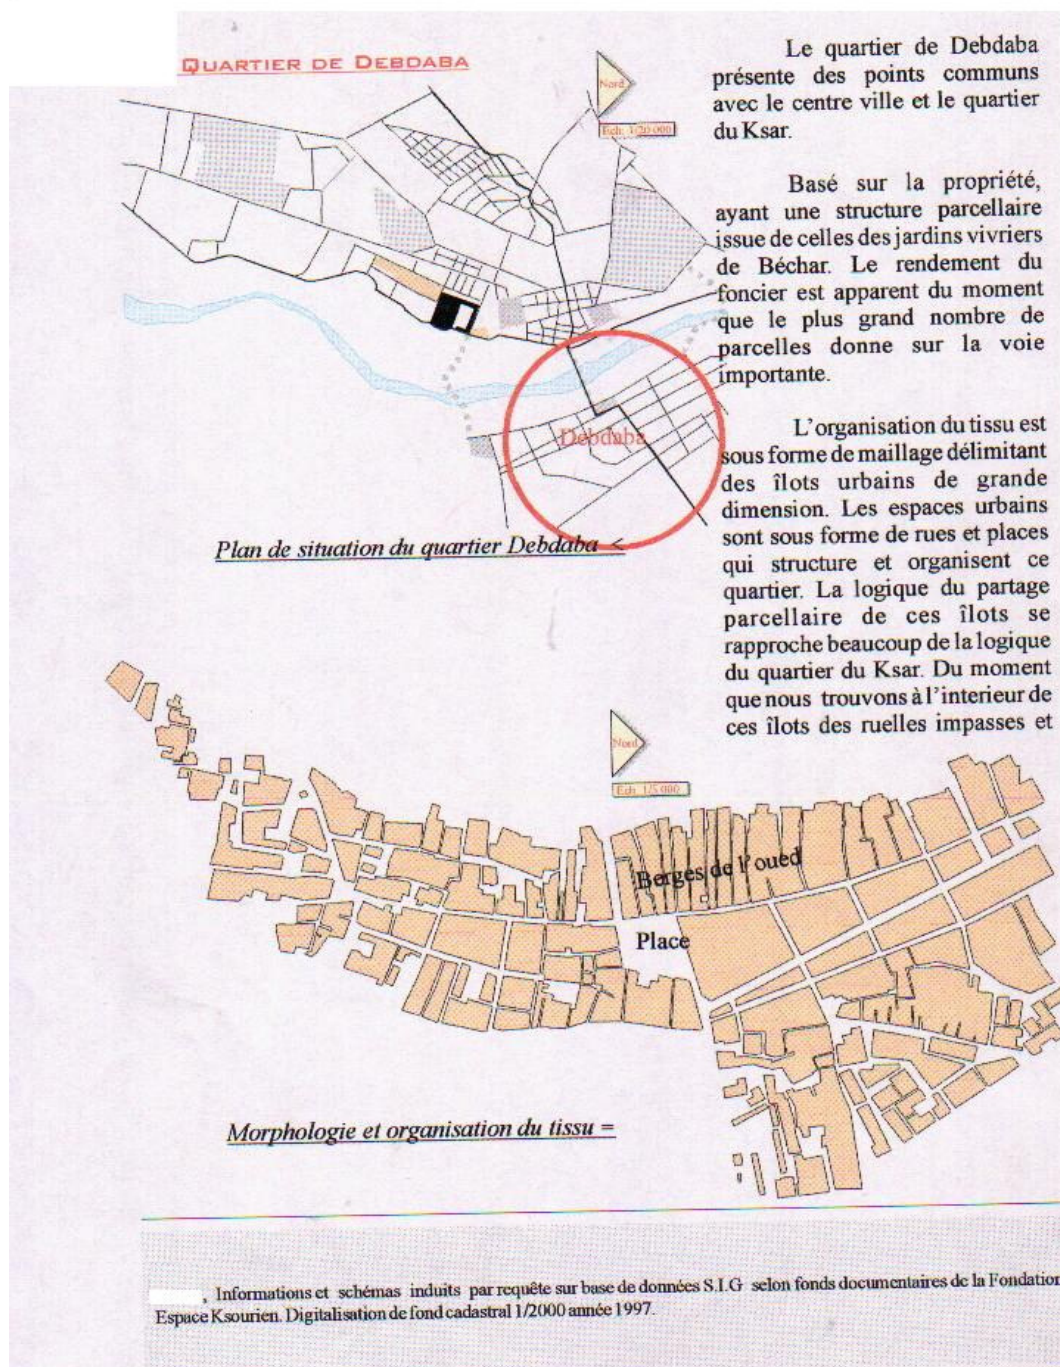 QUARTIER DE DEBDABA
Nord
Ech: 1/20 000
Debdaba
Plan de situation du quartier Debdaba <
Le quartier de Debdaba
présente des points communs
avec le centre ville et le quartier
du Ksar.
Basé sur la propriété,
ayant une structure parcellaire
issue de celles des jardins vivriers
de Béchar. Le rendement du
foncier est apparent du moment
que le plus grand nombre de
parcelles donne sur la voie
importante.
L'organisation du tissu est
sous forme de maillage délimitant
des îlots urbains de grande
dimension. Les espaces urbains
sont sous forme de rues et places
qui structure et organisent ce
quartier. La logique du partage
parcellaire de ces îlots se
rapproche beaucoup de la logique
du quartier du Ksar. Du moment
que nous trouvons à l'interieur de
ces îlots des ruelles impasses et
Nord
Ech: 1/5 000
Berges de l'oued
Place
Morphologie et organisation du tissu =
, Informations et schémas induits par requête sur base de données S.I.G selon fonds documentaires de la Fondation
Espace Ksourien. Digitalisation de fond cadastral 1/2000 année 1997.